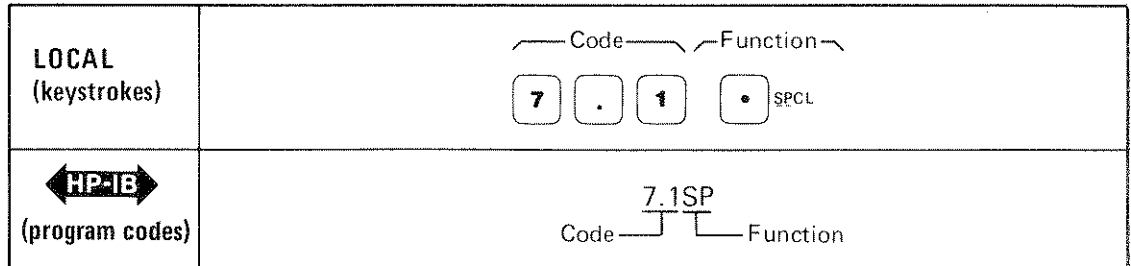 LOCAL
(keystrokes)
Code Function
7 . 1 • SPCL
HP-IB
(program codes)
7.1SP
Code Function